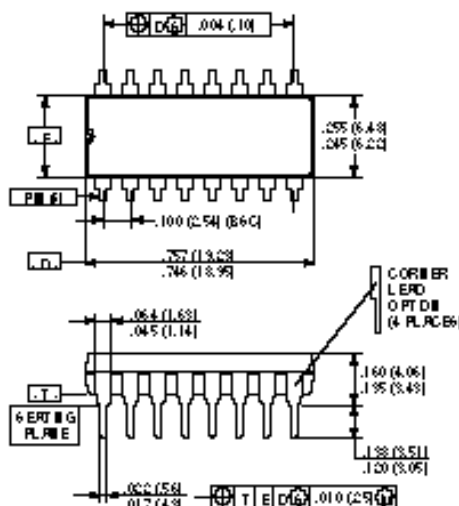 D .004 (.10)
.255 (6.48)
.245 (6.22)
.100 (2.54) (BSC)
.D.
.757 (19.23)
.746 (18.95)
CORNER
LEAD
OPTION
(4 PLACES)
.064 (1.63)
.045 (1.14)
.160 (4.06)
.135 (3.43)
.T.
SEATING
PLANE
.138 (3.51)
.120 (3.05)
.022 (.56)
T E D .010 (.25)